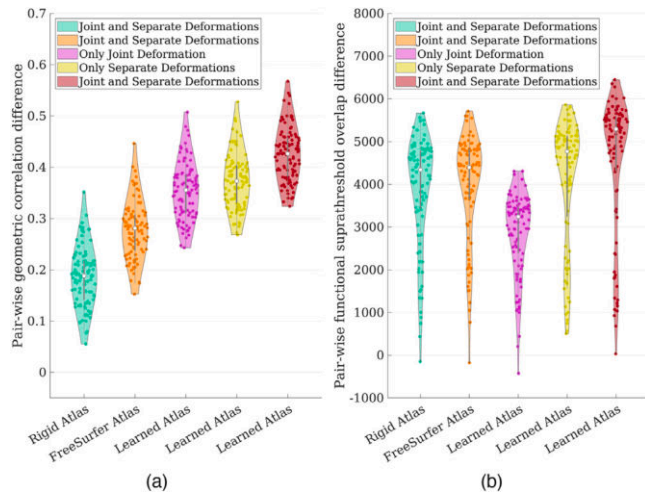 0.7
0.6
0.5
0.4
0.3
0.2
0.1
0
Pair-wise geometric correlation difference
Joint and Separate Deformations
Joint and Separate Deformations
Only Joint Deformation
Only Separate Deformations
Joint and Separate Deformations
Rigid Atlas
FreeSurfer Atlas
Learned Atlas
Learned Atlas
Learned Atlas
(a)
8000
7000
6000
5000
4000
3000
2000
1000
0
-1000
Pair-wise functional suprathreshold overlap difference
Joint and Separate Deformations
Joint and Separate Deformations
Only Joint Deformation
Only Separate Deformations
Joint and Separate Deformations
Rigid Atlas
FreeSurfer Atlas
Learned Atlas
Learned Atlas
Learned Atlas
(b)